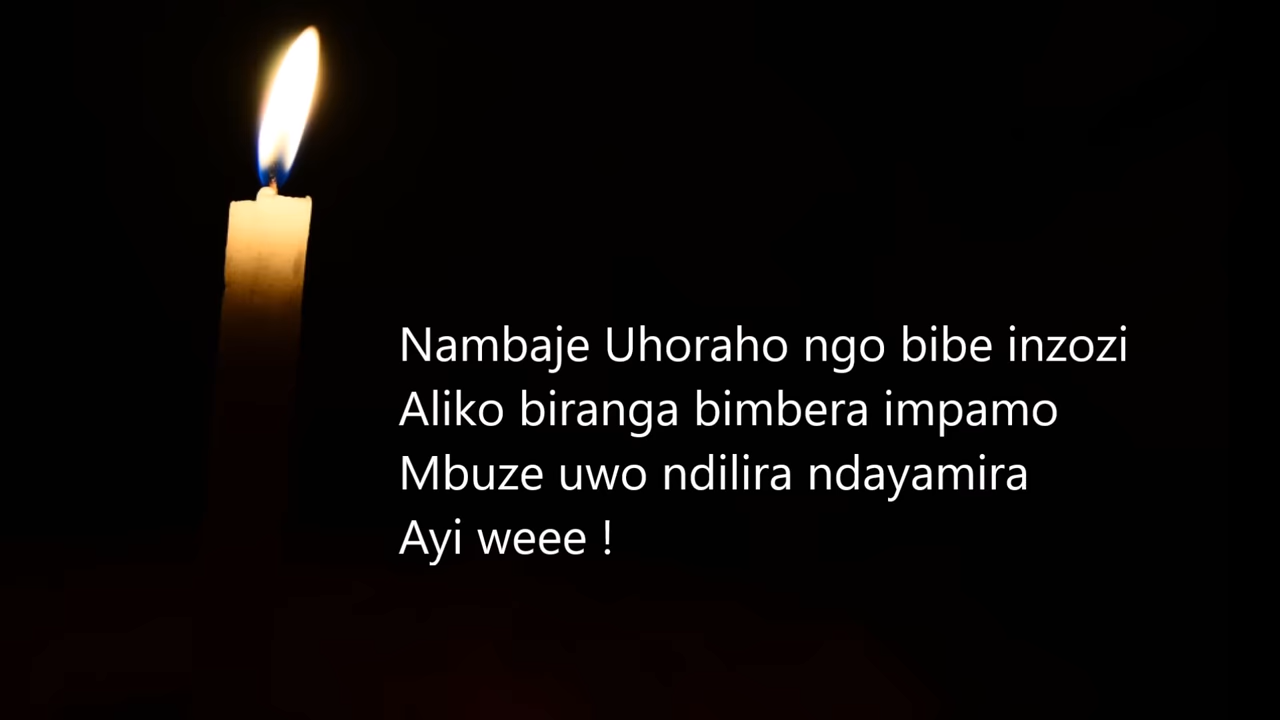 Nambaje Uhoraho ngo bibe inzozi
Aliko biranga bimbera impamo
Mbuze uwo ndilira ndayamira
Ayi weee !